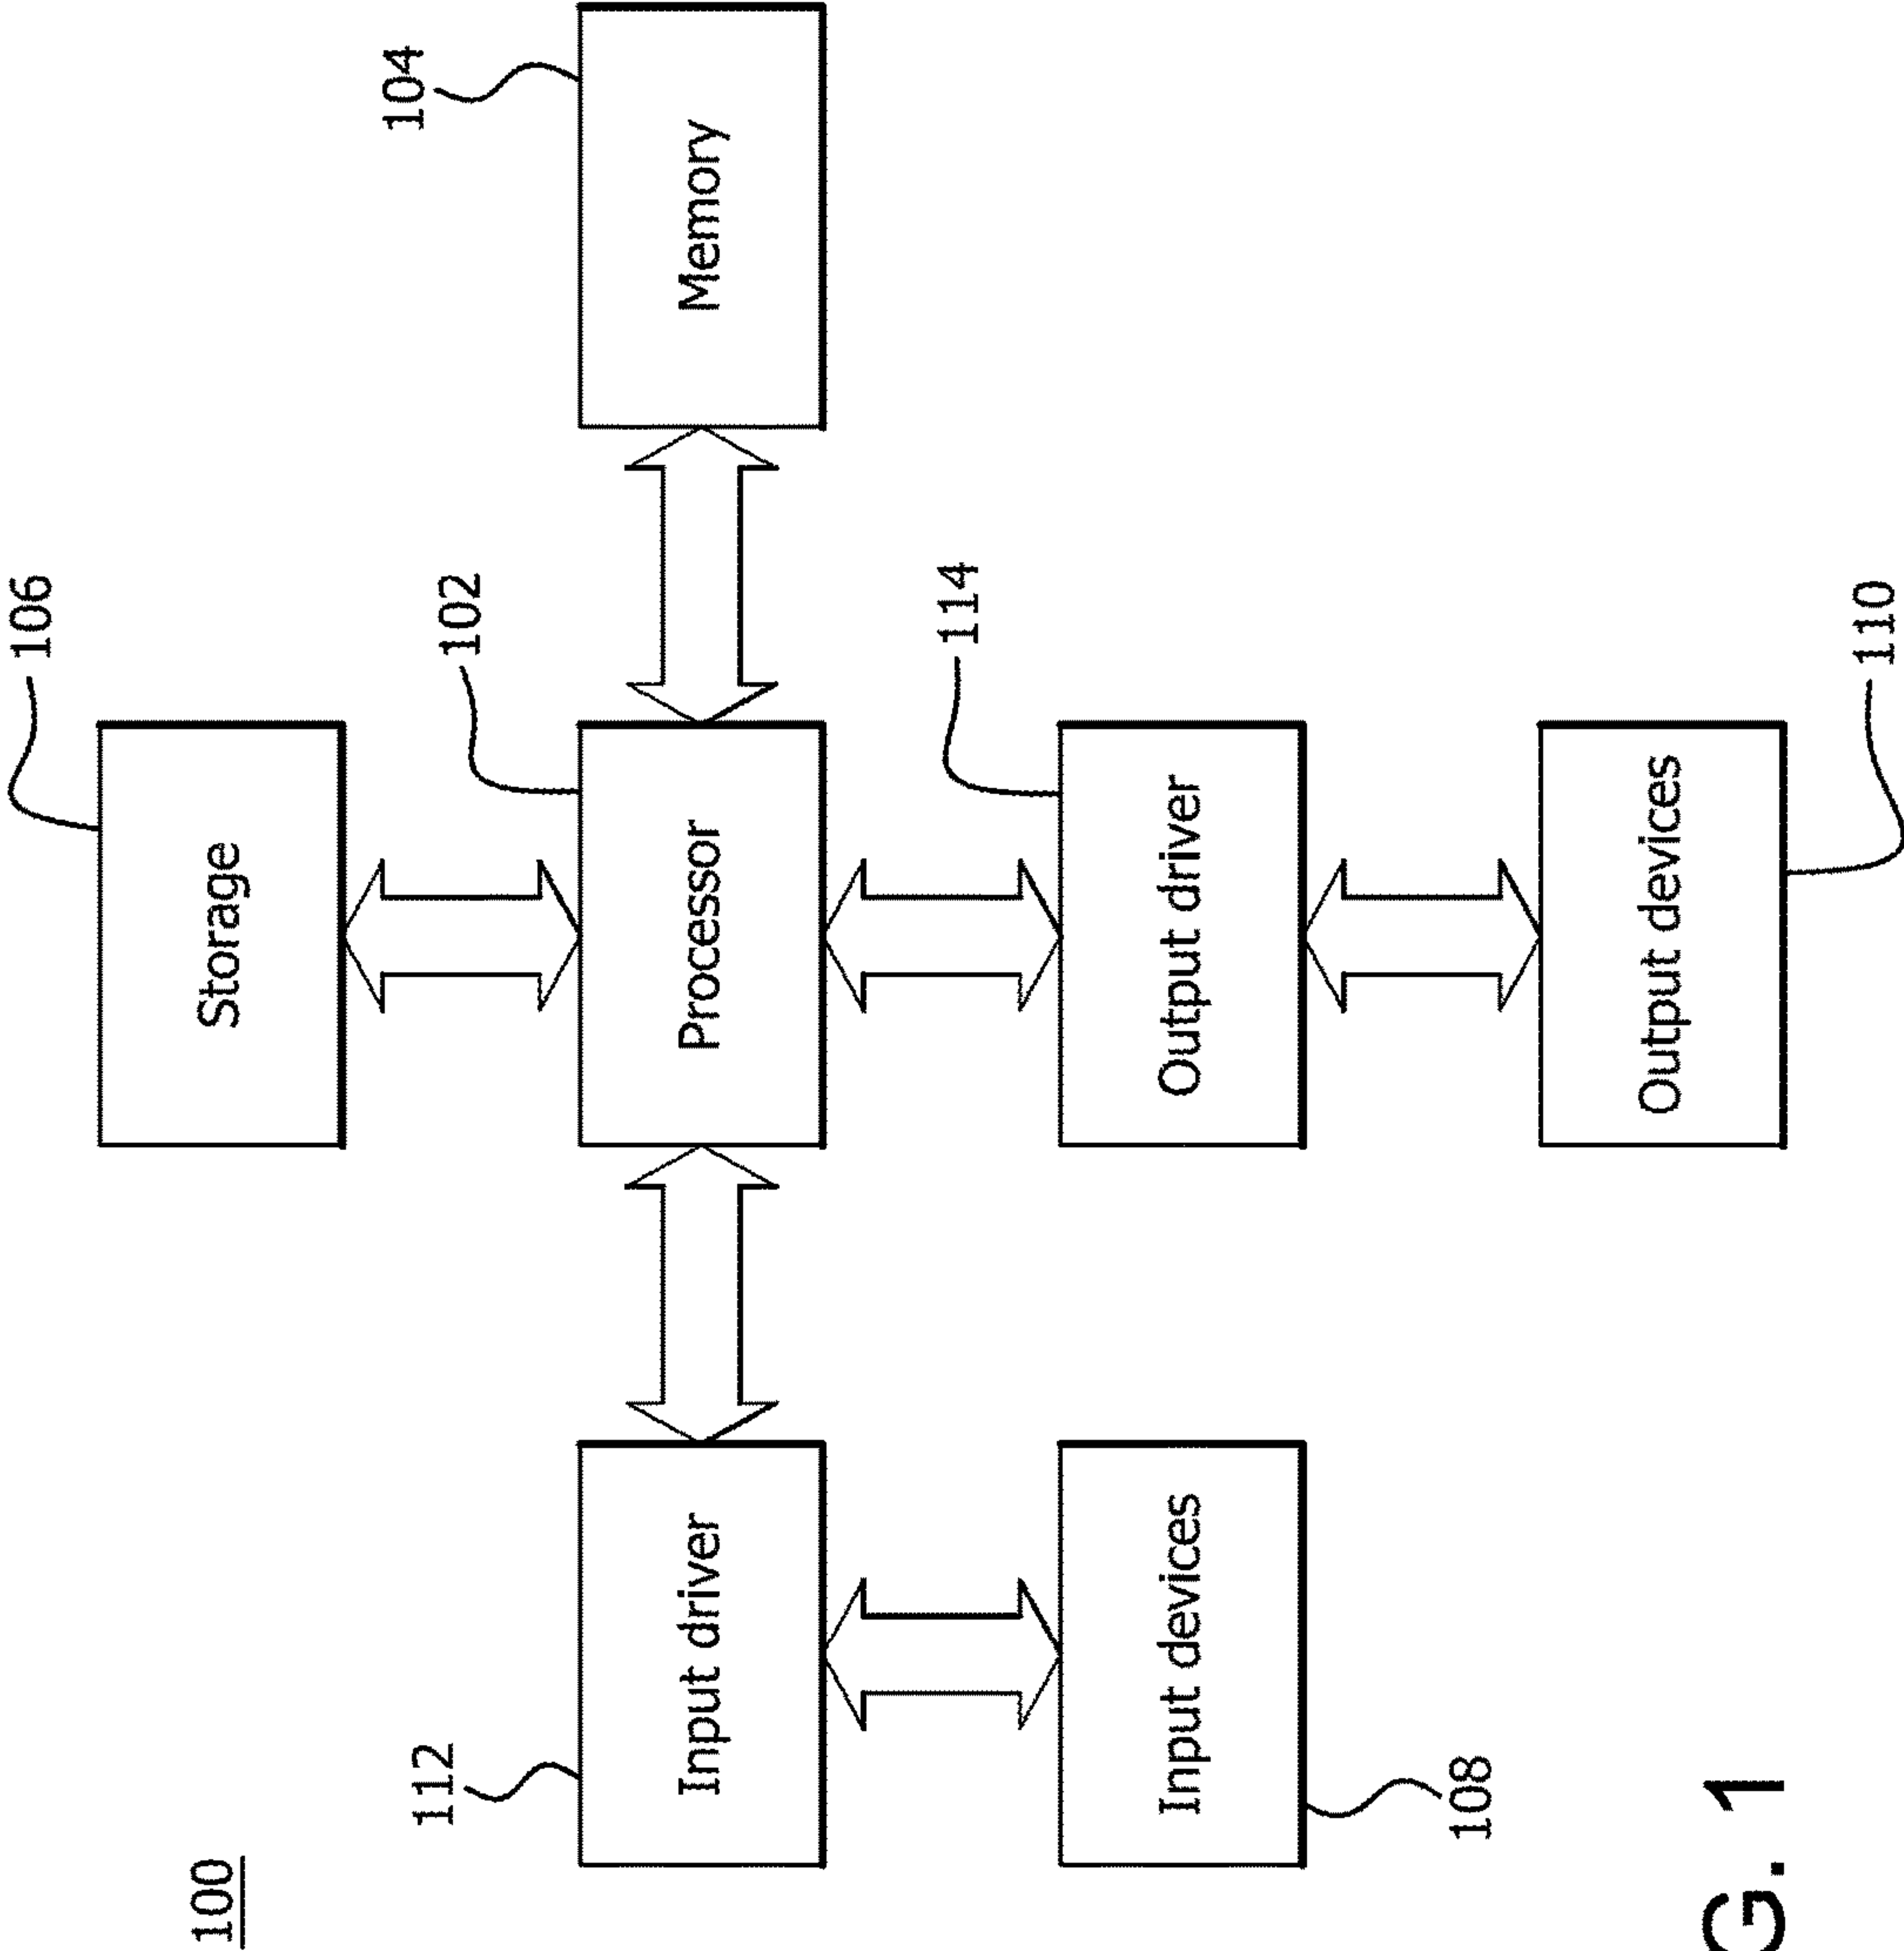 106
100
Storage
104
112
102
Input driver
Processor
Memory
114
Input devices
Output driver
108
Output devices
G. 1
110